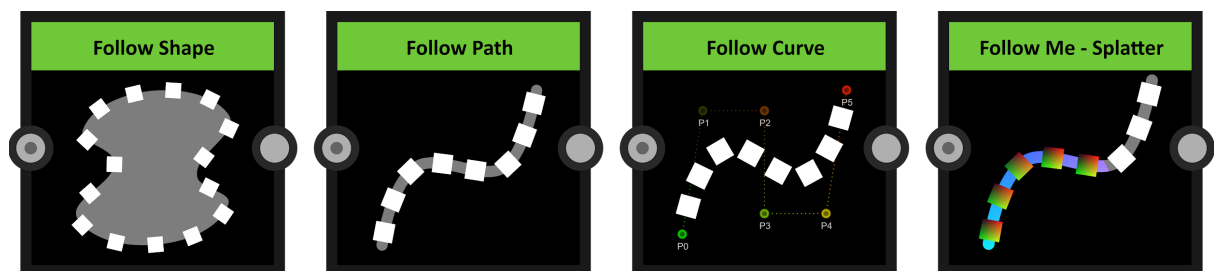 Follow Shape
Follow Path
Follow Curve
P0
P1
P2
P3
P4
P5
Follow Me - Splatter